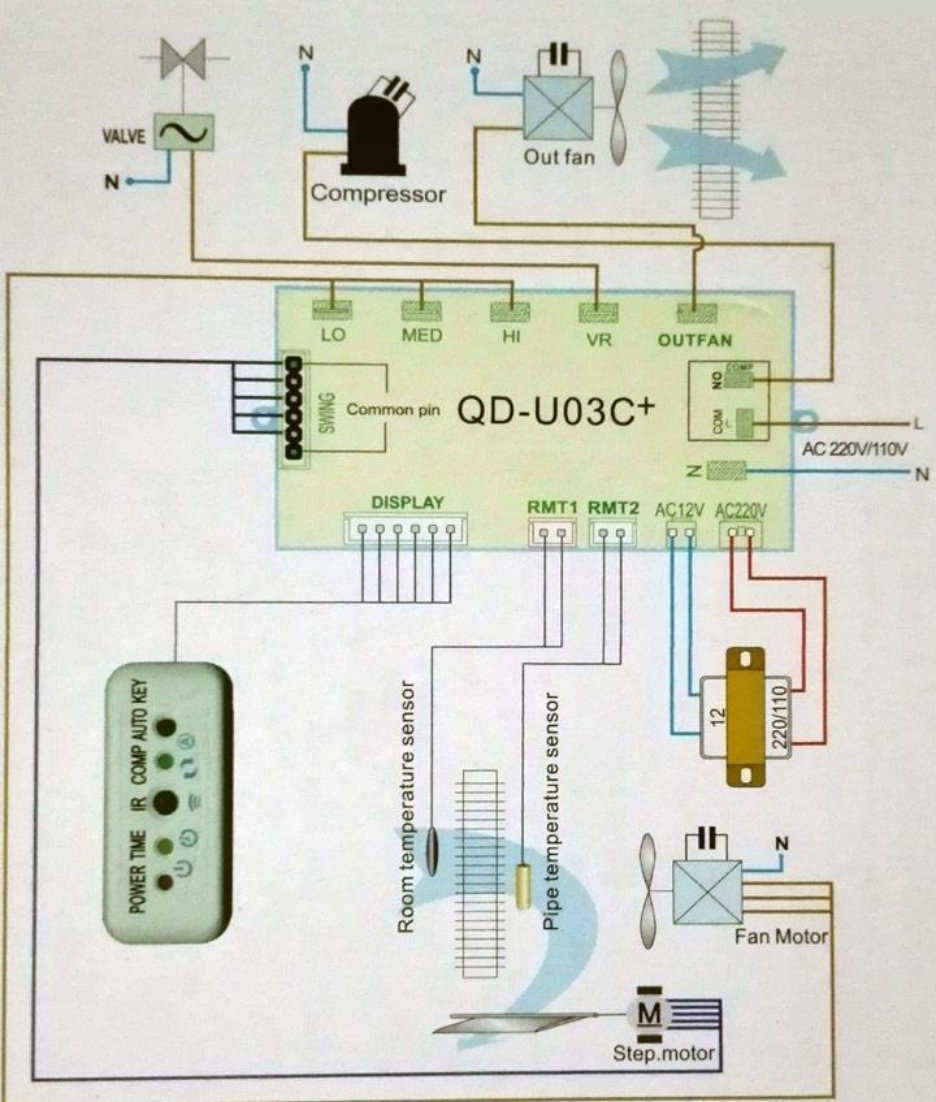 N
N
VALVE
N
Compressor
Out fan
LO
MED
HI
VR
OUTFAN
SWING
Common pin
QD-U03C+
NO
COMP
COM
L
L
AC 220V/110V
N
N
DISPLAY
RMT1
RMT2
AC12V
AC220V
POWER TIME IR COMP AUTO KEY
Room temperature sensor
Pipe temperature sensor
12
220/110
N
Fan Motor
M
Step.motor